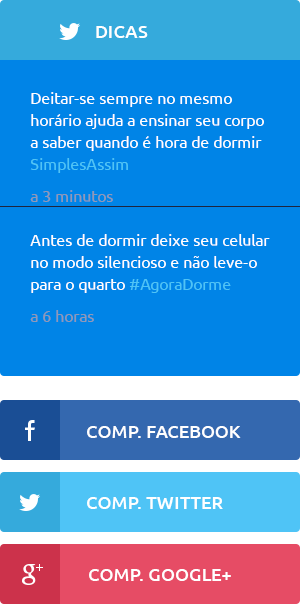 DICAS
Deitar-se sempre no mesmo
horário ajuda a ensinar seu corpo
a saber quando é hora de dormir
SimplesAssim
a 3 minutos
Antes de dormir deixe seu celular
no modo silencioso e não leve-o
para o quarto #AgoraDorme
a 6 horas
f COMP. FACEBOOK
COMP. TWITTER
g+ COMP. GOOGLE+